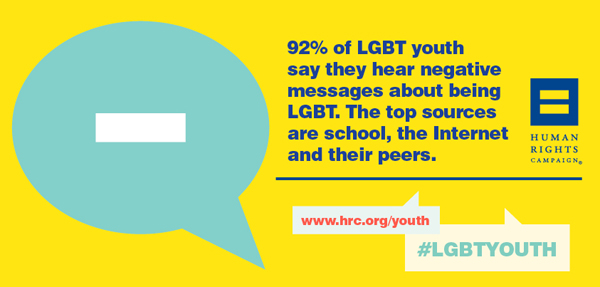 92% of LGBT youth
say they hear negative
messages about being
LGBT. The top sources
are school, the Internet
and their peers.
HUMAN
RIGHTS
CAMPAIGN®
www.hrc.org/youth
#LGBTYOUTH